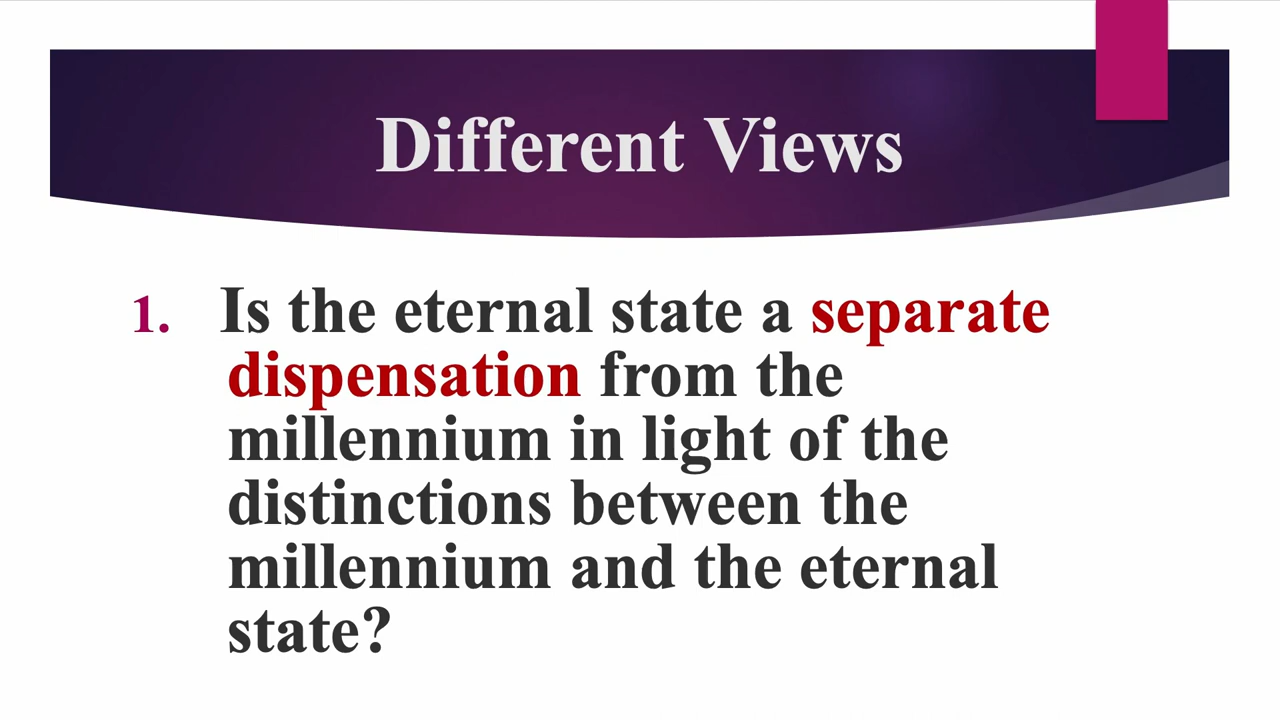 Different Views
1. Is the eternal state a separate
dispensation from the
millennium in light of the
distinctions between the
millennium and the eternal
state?